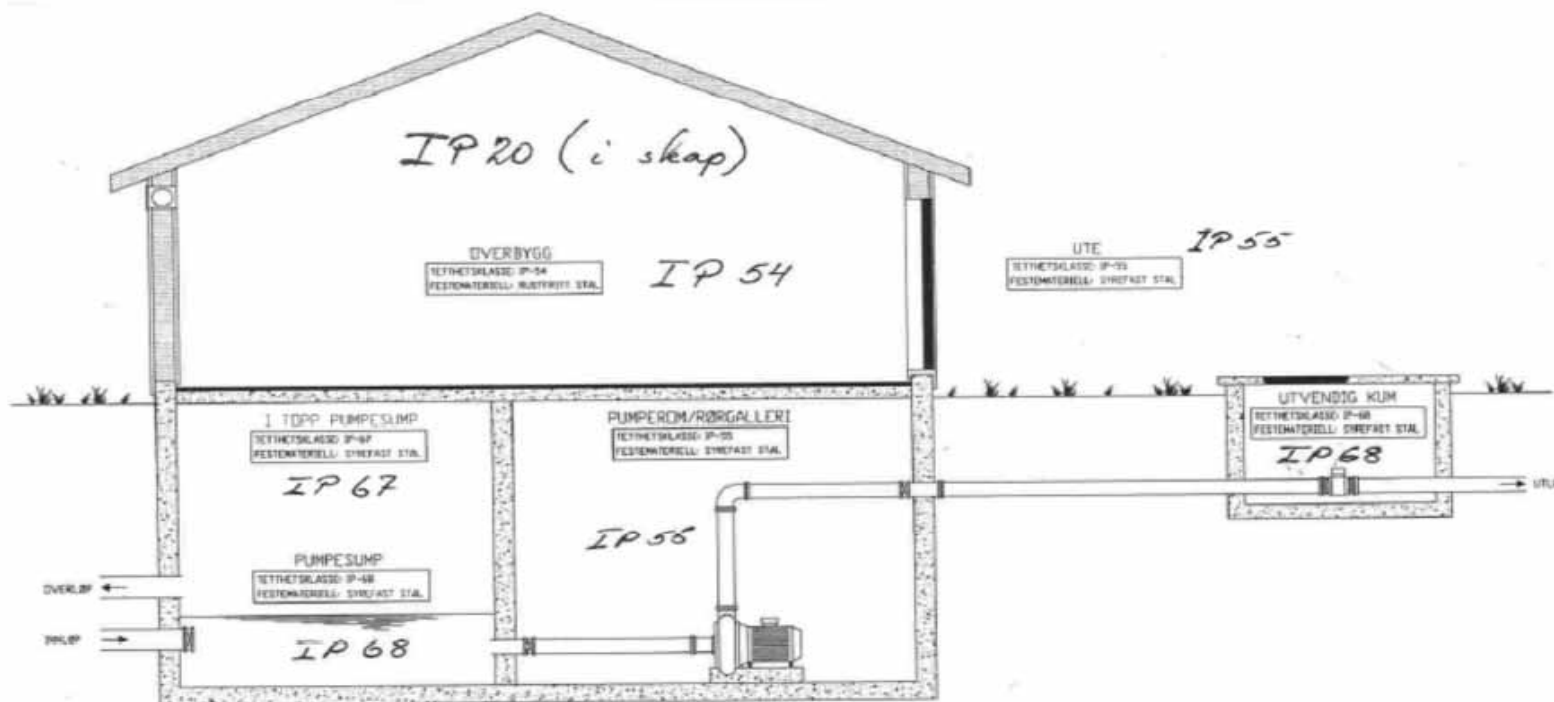 IP 20 (i skap)
OVERBYGG
TETTHETSKLASSE: IP-54
FESTEMATERIELL: RUSTFRITT STÅL
IP 54
UTE
TETTHETSKLASSE: IP-55
FESTEMATERIELL: SYREFAST STÅL
IP 55
I TOPP PUMPESUMP
TETTHETSKLASSE: IP-67
FESTEMATERIELL: SYREFAST STÅL
IP 67
PUMPEROM/RØRGALLERI
TETTHETSKLASSE: IP-55
FESTEMATERIELL: SYREFAST STÅL
IP 55
UTVENDIG KUM
TETTHETSKLASSE: IP-68
FESTEMATERIELL: SYREFAST STÅL
IP 68
UTL
PUMPESUMP
TETTHETSKLASSE: IP-68
FESTEMATERIELL: SYREFAST STÅL
IP 68
OVERLØP
INNLØP